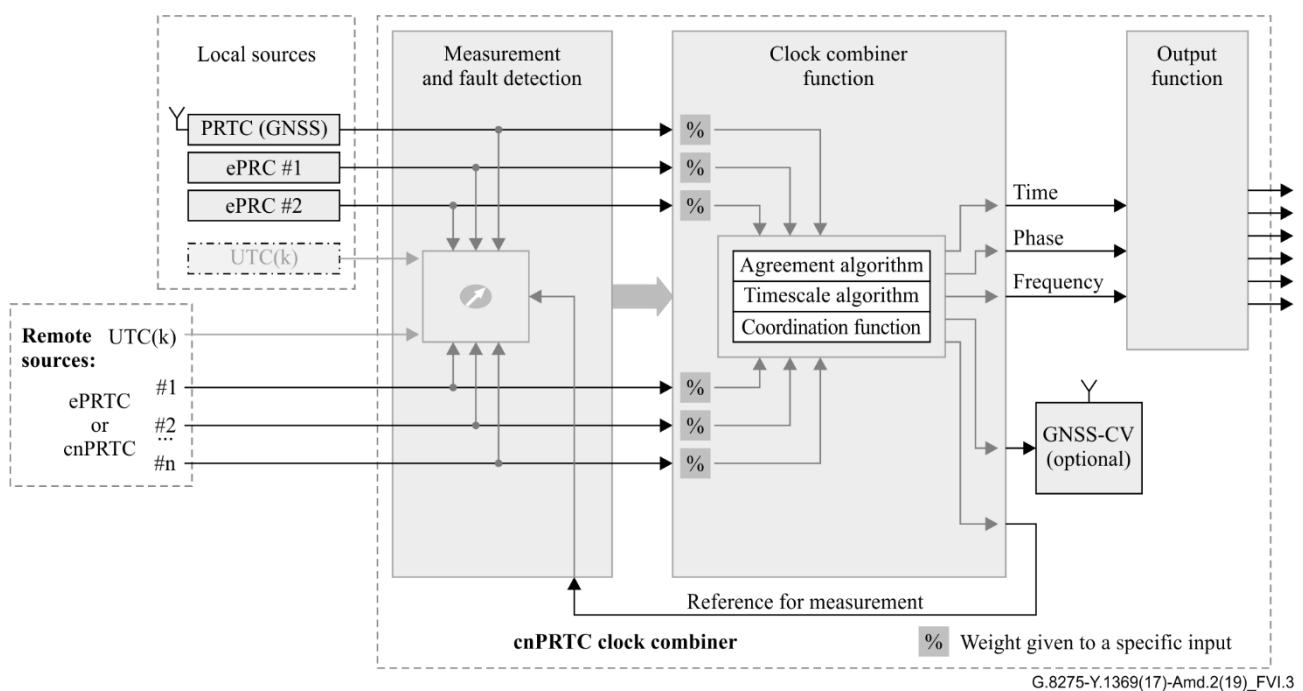 Local sources
PRTC (GNSS)
ePRC #1
ePRC #2
UTC(k)
Remote
sources:
UTC(k)
ePRTC
or
cnPRTC
#1
#2
...
#n
Measurement
and fault detection
Clock combiner
function
%
%
%
Agreement algorithm
Timescale algorithm
Coordination function
%
%
%
Time
Phase
Frequency
Output
function
GNSS-CV
(optional)
Reference for measurement
cnPRTC clock combiner
% Weight given to a specific input
G.8275-Y.1369(17)-Amd.2(19)_FVI.3